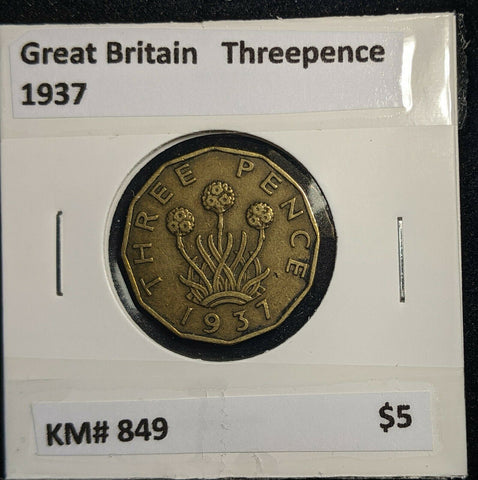 Great Britain Threepence
1937
THREE PENCE
1937
KM# 849 $5